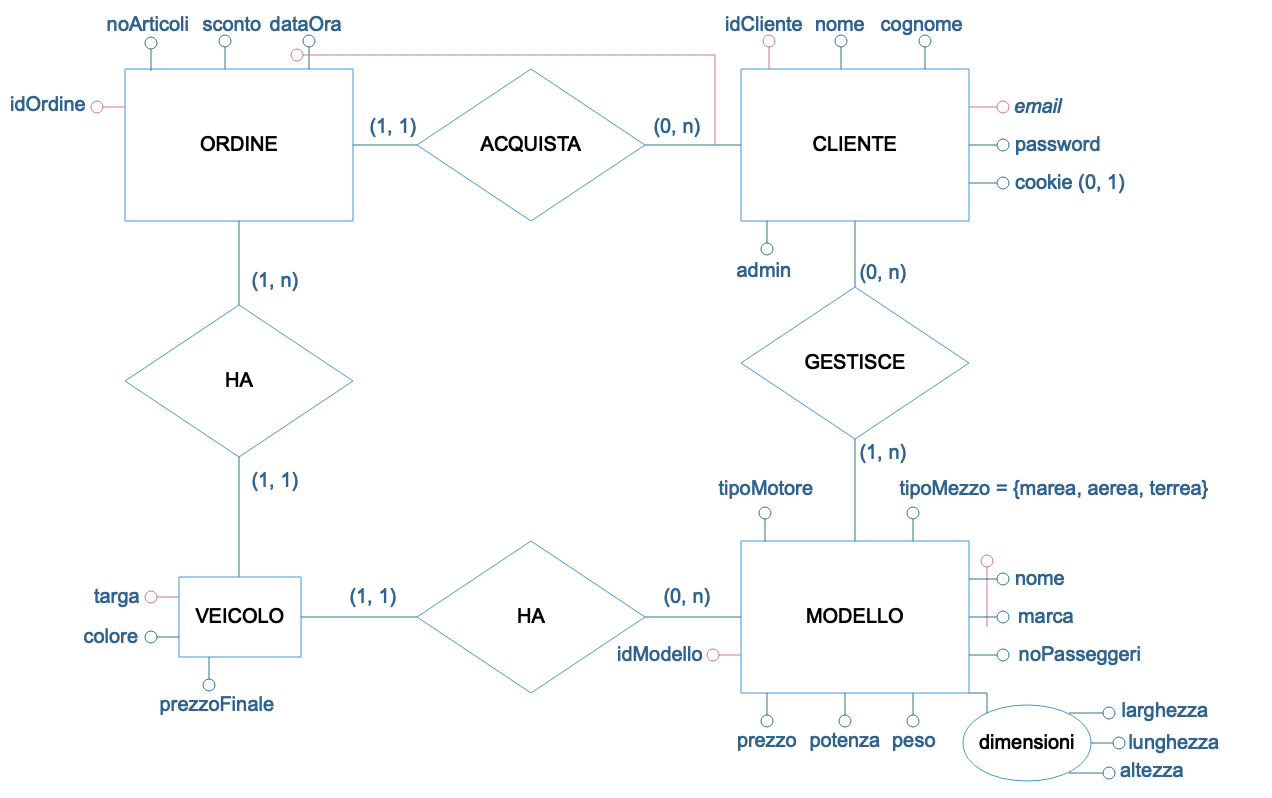 noArticoli sconto dataOra
idCliente nome cognome
idOrdine
email
(1, 1)
(0, n)
ORDINE
ACQUISTA
CLIENTE
password
cookie (0, 1)
admin
(1, n)
(0, n)
GESTISCE
HA
(1, n)
(1, 1)
tipoMotore
tipoMezzo = {marea, aerea, terrea}
nome
targa
(1, 1)
(0, n)
VEICOLO
HA
MODELLO
marca
colore
idModello
noPasseggeri
prezzoFinale
larghezza
prezzo potenza peso
dimensioni
lunghezza
altezza